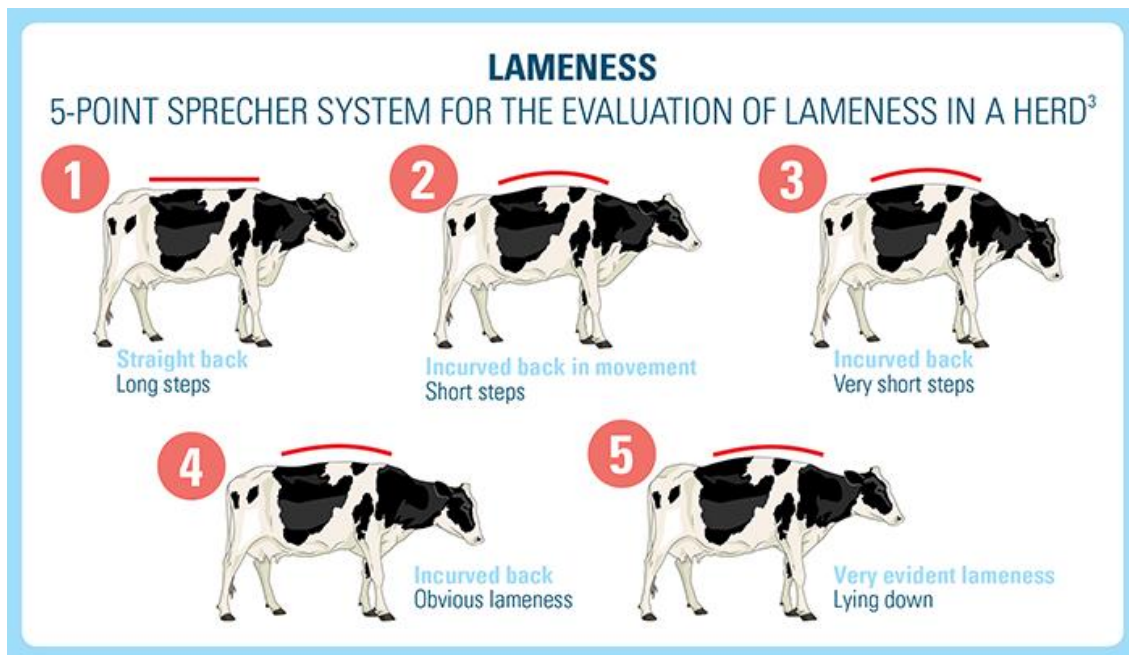 LAMENESS
5-POINT SPRECHER SYSTEM FOR THE EVALUATION OF LAMENESS IN A HERD³
1
Straight back
Long steps
2
Incurved back in movement
Short steps
3
Incurved back
Very short steps
4
Incurved back
Obvious lameness
5
Very evident lameness
Lying down